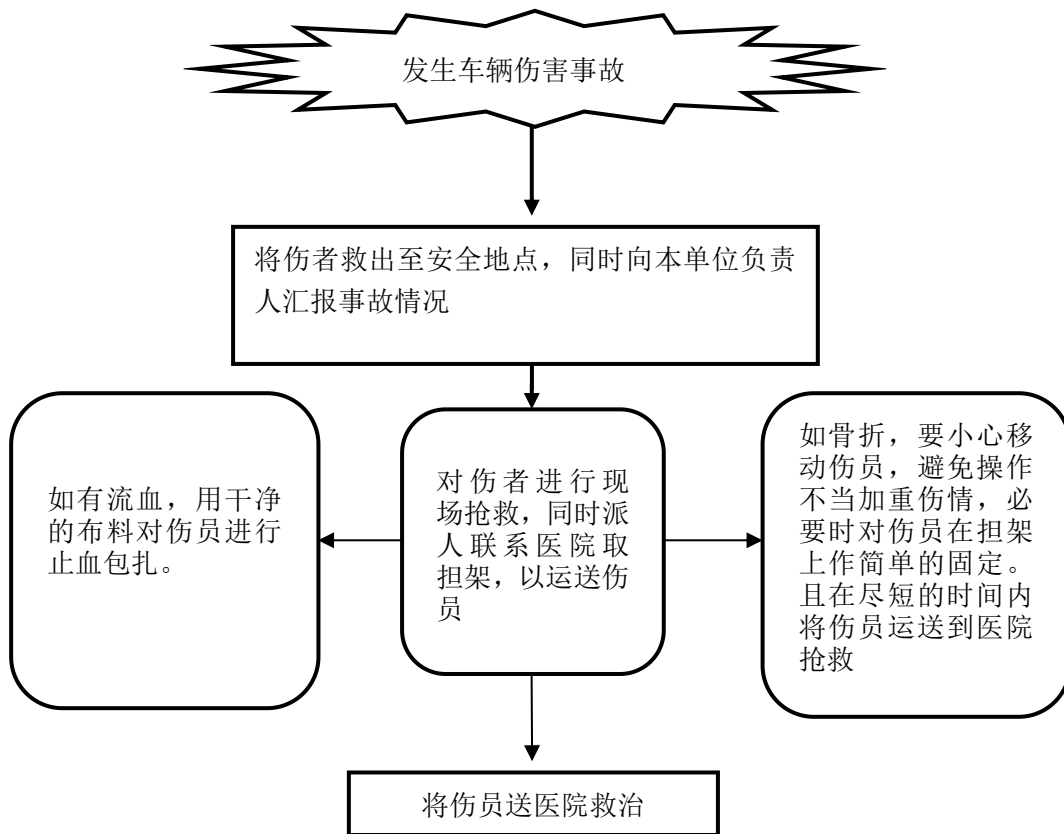 发生车辆伤害事故
将伤者救出至安全地点，同时向本单位负责
人汇报事故情况
如有流血，用干净
的布料对伤员进行
止血包扎。
对伤者进行现
场抢救，同时派
人联系医院取
担架，以运送伤
员
如骨折，要小心移
动伤员，避免操作
不当加重伤情，必
要时对伤员在担架
上作简单的固定。
且在尽短的时间内
将伤员运送到医院
抢救
将伤员送医院救治